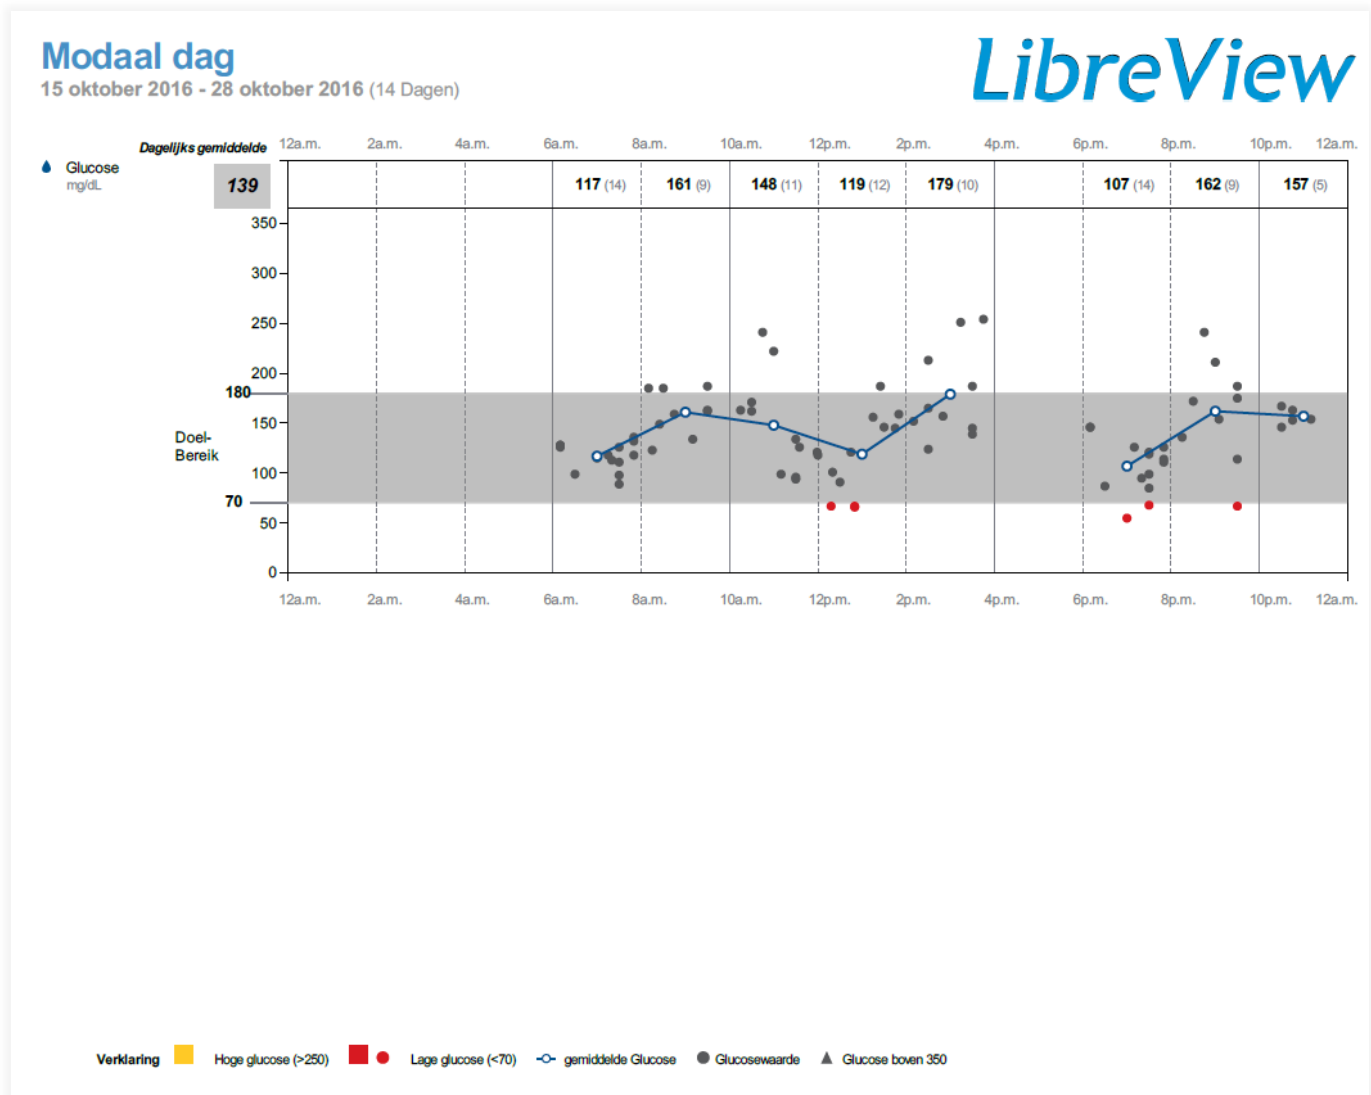 Modaal dag
15 oktober 2016 - 28 oktober 2016 (14 Dagen)
LibreView
Dagelijks gemiddelde 12a.m. 2a.m. 4a.m. 6a.m. 8a.m. 10a.m. 12p.m. 2p.m. 4p.m. 6p.m. 8p.m. 10p.m. 12a.m.
Glucose
mg/dL
139 117 (14) 161 (9) 148 (11) 119 (12) 179 (10) 107 (14) 162 (9) 157 (5)
350
300
250
200
180
150
Doel-
Bereik
100
70
50
0
12a.m. 2a.m. 4a.m. 6a.m. 8a.m. 10a.m. 12p.m. 2p.m. 4p.m. 6p.m. 8p.m. 10p.m. 12a.m.
Verklaring Hoge glucose (>250) Lage glucose (<70) gemiddelde Glucose Glucosewaarde Glucose boven 350